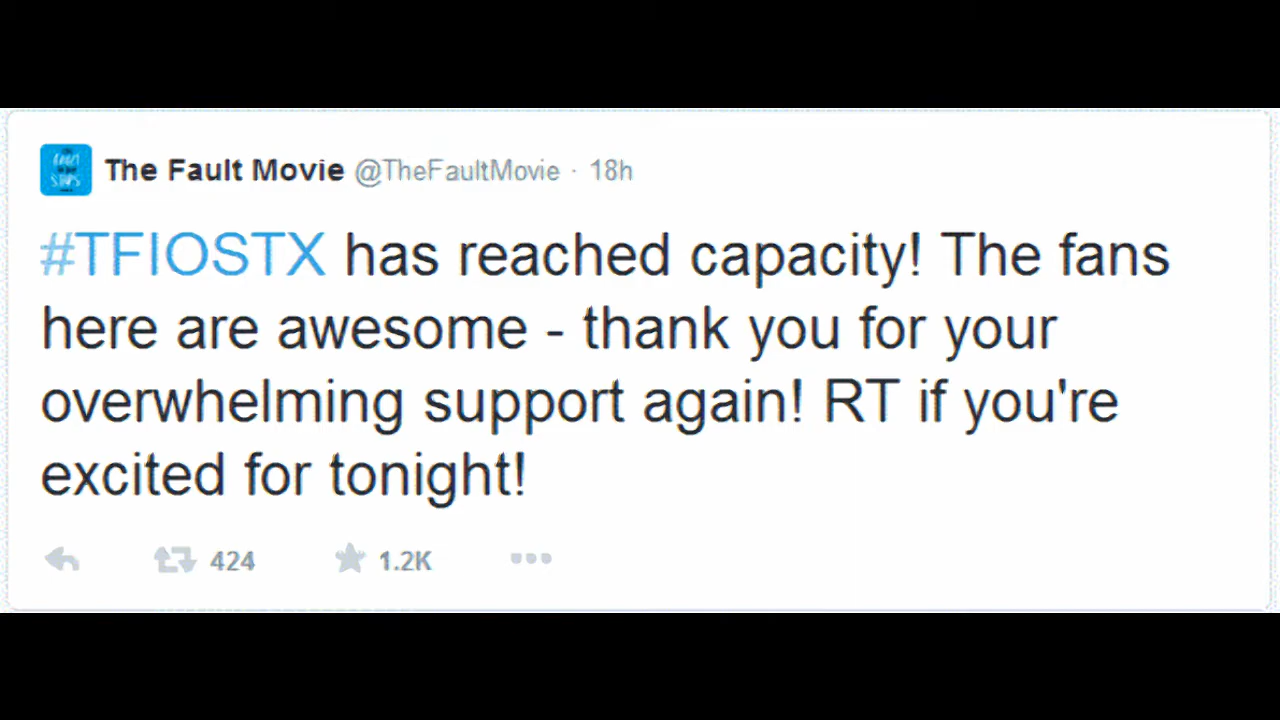 The Fault Movie @TheFaultMovie · 18h
#TFIOSTX has reached capacity! The fans
here are awesome - thank you for your
overwhelming support again! RT if you're
excited for tonight!
424 1.2K